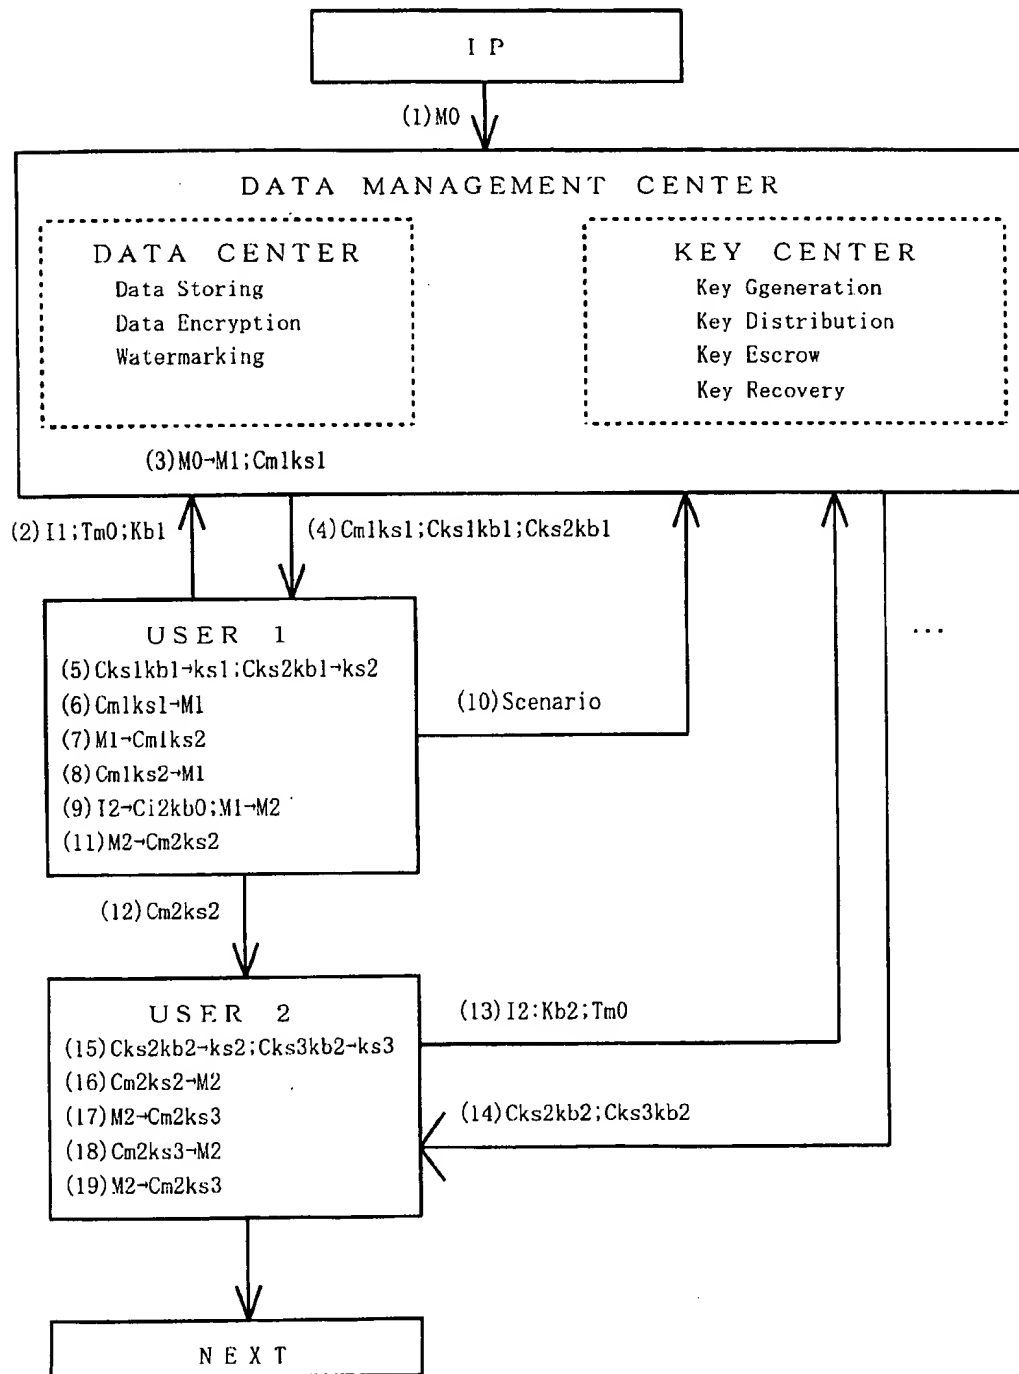 IP
(1)M0
DATA MANAGEMENT CENTER
DATA CENTER
Data Storing
Data Encryption
Watermarking
KEY CENTER
Key Ggeneration
Key Distribution
Key Escrow
Key Recovery
(3)M0→M1;Cm1ks1
(2)I1;Tm0;Kb1
(4)Cm1ks1;Cks1kb1;Cks2kb1
USER 1
(5)Cks1kb1→ks1;Cks2kb1→ks2
(6)Cm1ks1→M1
(7)M1→Cm1ks2
(8)Cm1ks2→M1
(9)I2→Ci2kb0;M1→M2
(11)M2→Cm2ks2
(10)Scenario
...
(12)Cm2ks2
USER 2
(15)Cks2kb2→ks2;Cks3kb2→ks3
(16)Cm2ks2→M2
(17)M2→Cm2ks3
(18)Cm2ks3→M2
(19)M2→Cm2ks3
(13)I2:Kb2;Tm0
(14)Cks2kb2;Cks3kb2
NEXT